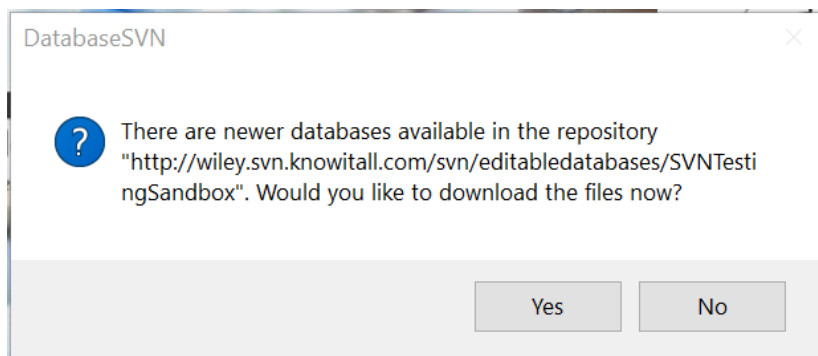 DatabaseSVN
There are newer databases available in the repository
"http://wiley.svn.knowitall.com/svn/editabledatabases/SVNTesti
ngSandbox". Would you like to download the files now?
Yes
No